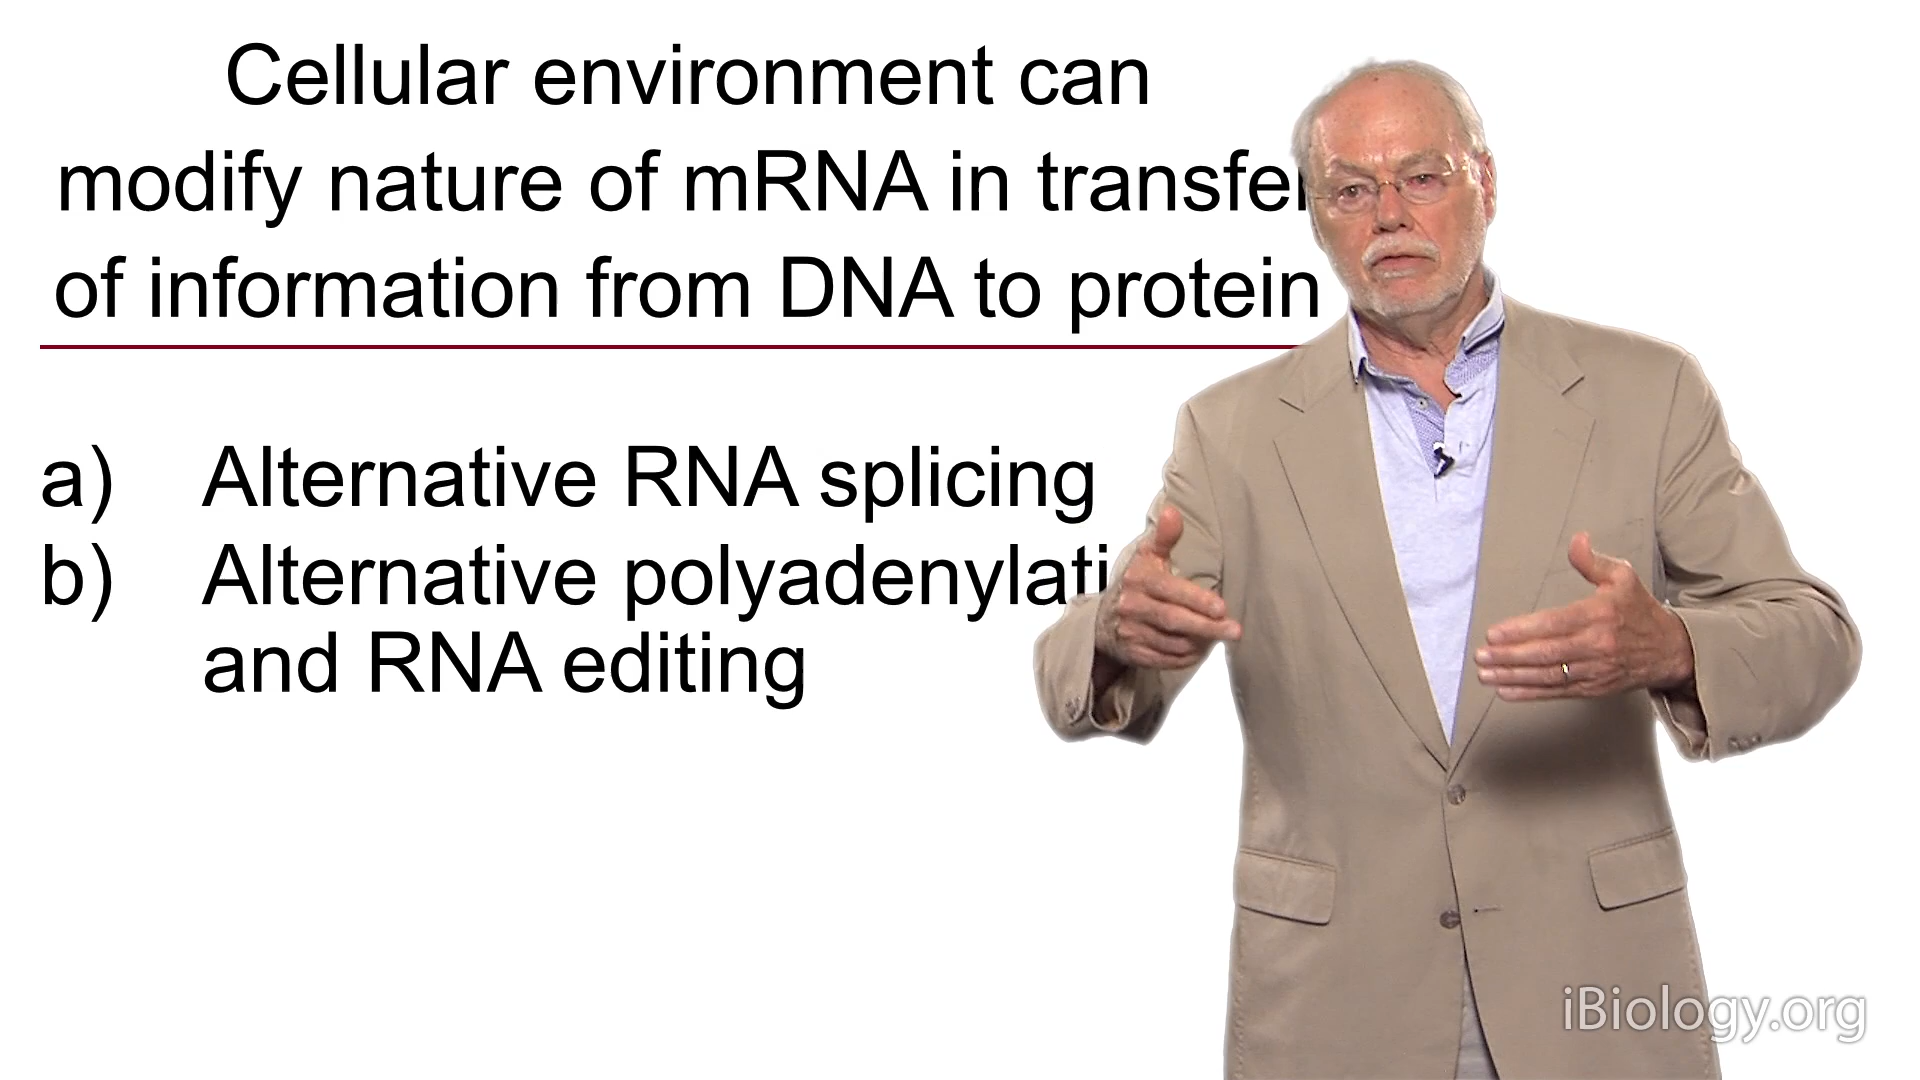 Cellular environment can
modify nature of mRNA in transfer
of information from DNA to protein
a) Alternative RNA splicing
b) Alternative polyadenylati
and RNA editing
iBiology.org